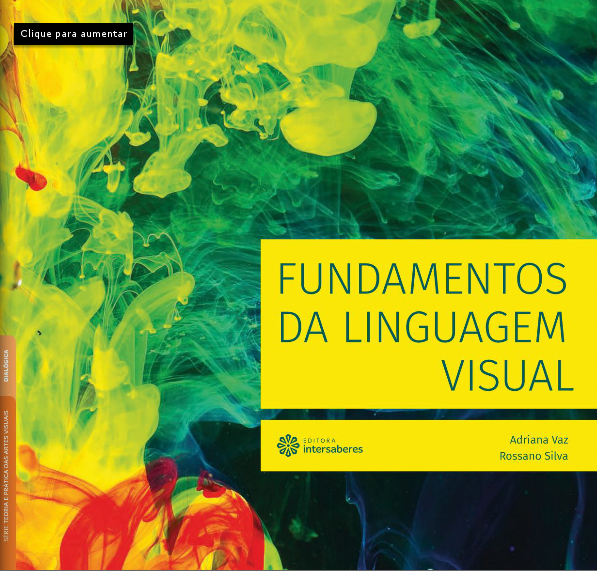 Clique para aumentar
FUNDAMENTOS
DA LINGUAGEM
VISUAL
EDITORA
intersaberes
Adriana Vaz
Rossano Silva
DIALÓGICA
SÉRIE TEORIA E PRÁTICA DAS ARTES VISUAIS